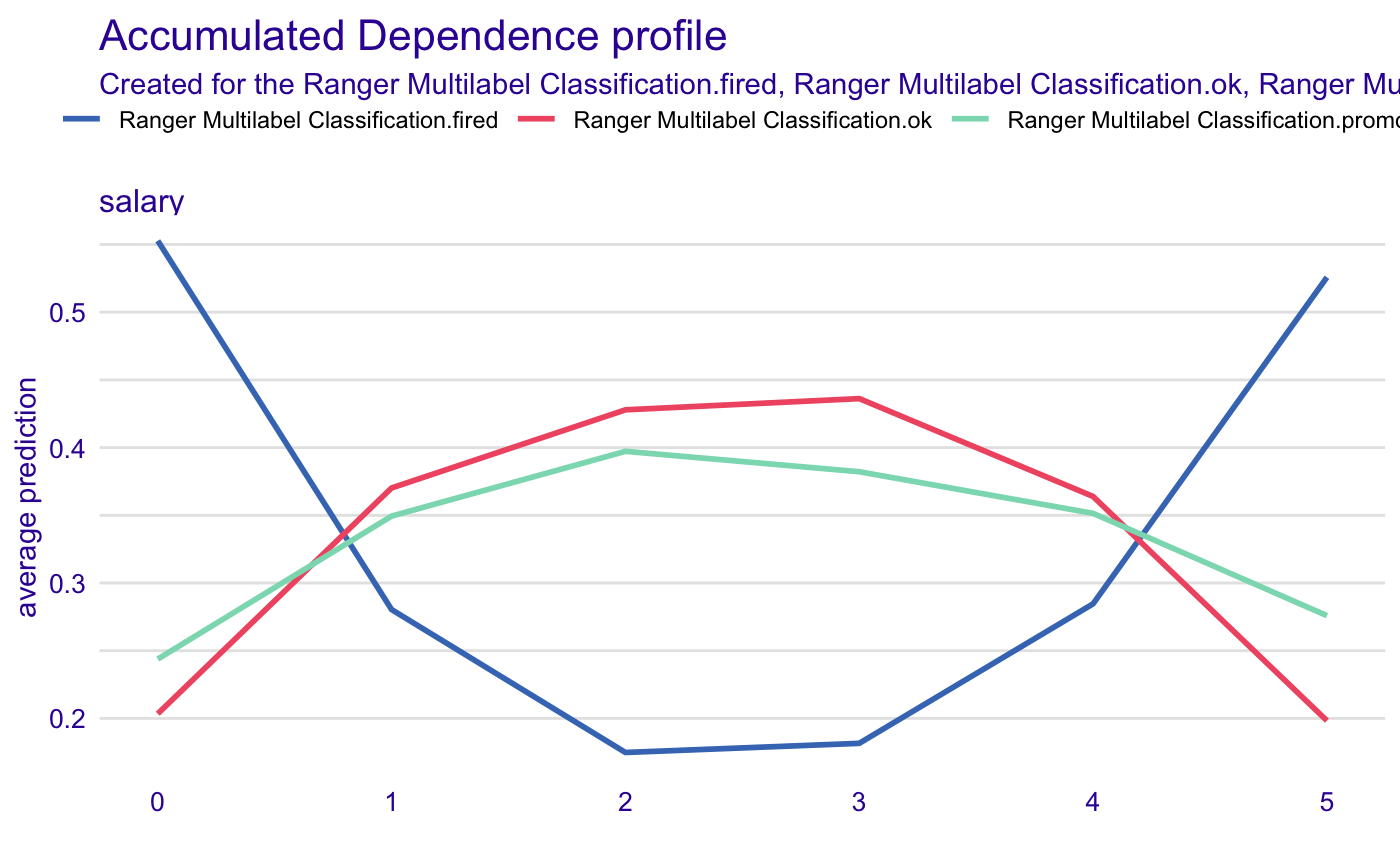 Accumulated Dependence profile
Created for the Ranger Multilabel Classification.fired, Ranger Multilabel Classification.ok, Ranger Mu
Ranger Multilabel Classification.fired Ranger Multilabel Classification.ok Ranger Multilabel Classification.promo
salary
average prediction
0.5
0.4
0.3
0.2
0 1 2 3 4 5